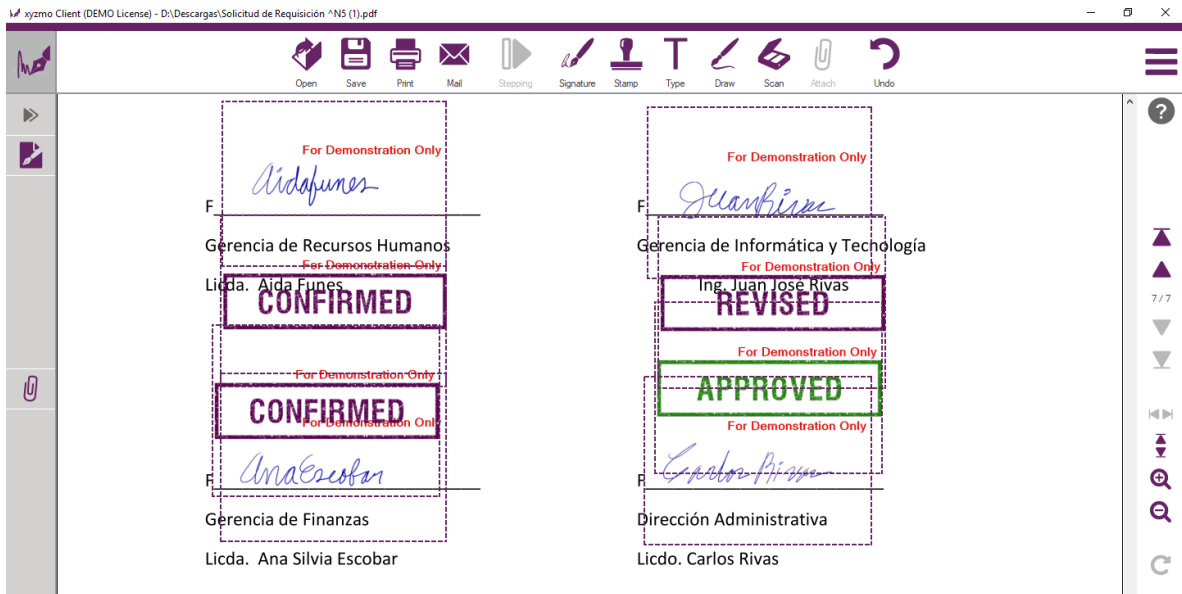 xyzmo Client (DEMO License) - D:\Descargas\Solicitud de Requisición ^N5 (1).pdf
Open Save Print Mail Stepping Signature Stamp Type Draw Scan Attach Undo
For Demonstration Only
Aidafunes
F
Gerencia de Recursos Humanos
For Demonstration Only
Licda. Aida Funes
CONFIRMED
For Demonstration Only
CONFIRMED
For Demonstration Only
AnaEscobar
F
Gerencia de Finanzas
Licda. Ana Silvia Escobar
For Demonstration Only
JuanRivas
F
Gerencia de Informática y Tecnología
For Demonstration Only
Ing. Juan José Rivas
REVISED
For Demonstration Only
APPROVED
For Demonstration Only
Carlos Rivas
F
Dirección Administrativa
Licdo. Carlos Rivas
?
7/7